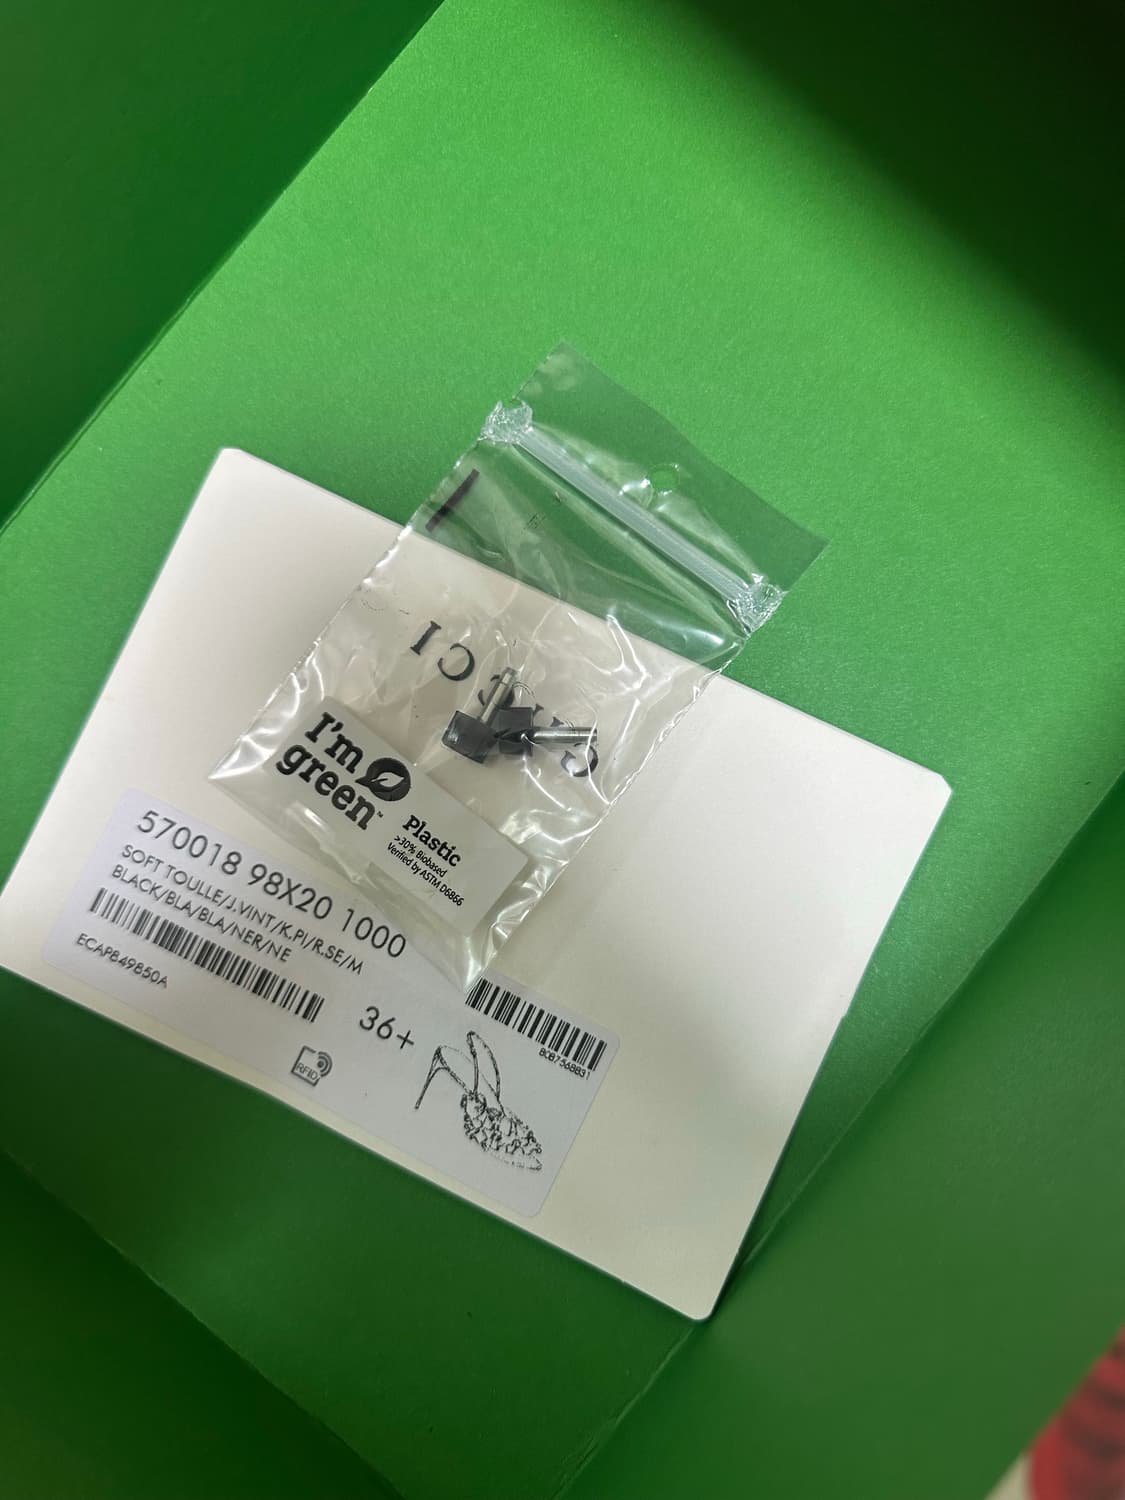 GUCCI
I'm
green™
Plastic
>30% Biobased
Verified by ASTM D6866
570018 98X20 1000
SOFT TOULLE/J.VINT/K.PI/R.SE/M
BLACK/BLA/BLA/NER/NE
ECAP849850A
36+
RFID